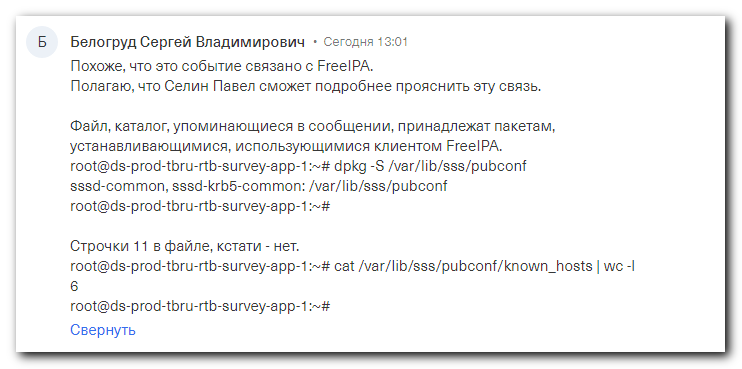 Б
Белогруд Сергей Владимирович • Сегодня 13:01
Похоже, что это событие связано с FreeIPA.
Полагаю, что Селин Павел сможет подробнее прояснить эту связь.
Файл, каталог, упоминающиеся в сообщении, принадлежат пакетам,
устанавливающимися, использующимися клиентом FreeIPA.
root@ds-prod-tbru-rtb-survey-app-1:~# dpkg -S /var/lib/sss/pubconf
sssd-common, sssd-krb5-common: /var/lib/sss/pubconf
root@ds-prod-tbru-rtb-survey-app-1:~#
Строчки 11 в файле, кстати - нет.
root@ds-prod-tbru-rtb-survey-app-1:~# cat /var/lib/sss/pubconf/known_hosts | wc -l
6
root@ds-prod-tbru-rtb-survey-app-1:~#
Свернуть